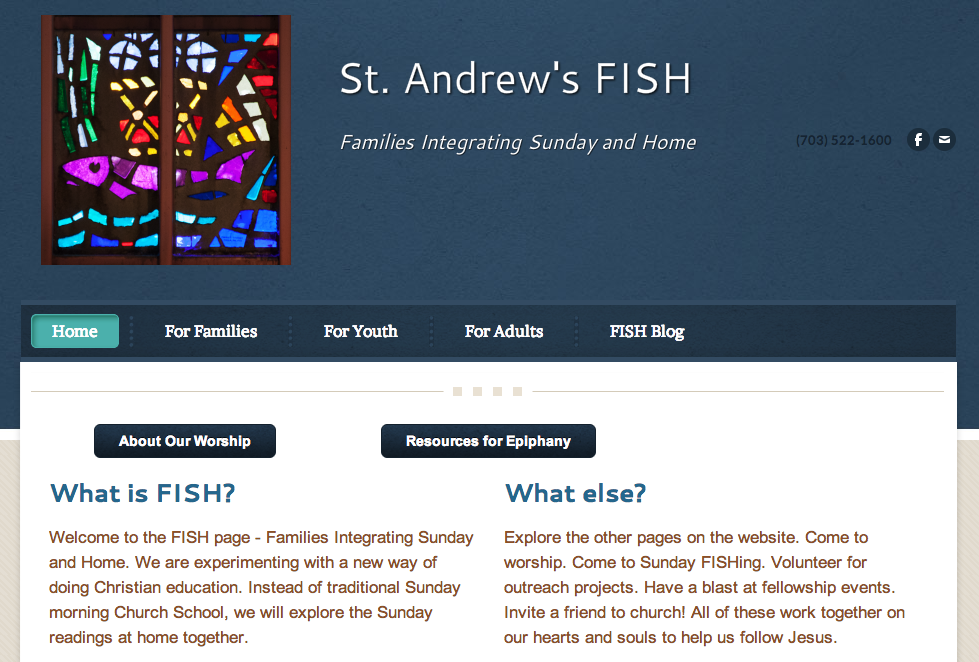 St. Andrew's FISH
Families Integrating Sunday and Home
(703) 522-1600
Home
For Families
For Youth
For Adults
FISH Blog
About Our Worship
Resources for Epiphany
What is FISH?
Welcome to the FISH page - Families Integrating Sunday
and Home. We are experimenting with a new way of
doing Christian education. Instead of traditional Sunday
morning Church School, we will explore the Sunday
readings at home together.
What else?
Explore the other pages on the website. Come to
worship. Come to Sunday FISHing. Volunteer for
outreach projects. Have a blast at fellowship events.
Invite a friend to church! All of these work together on
our hearts and souls to help us follow Jesus.